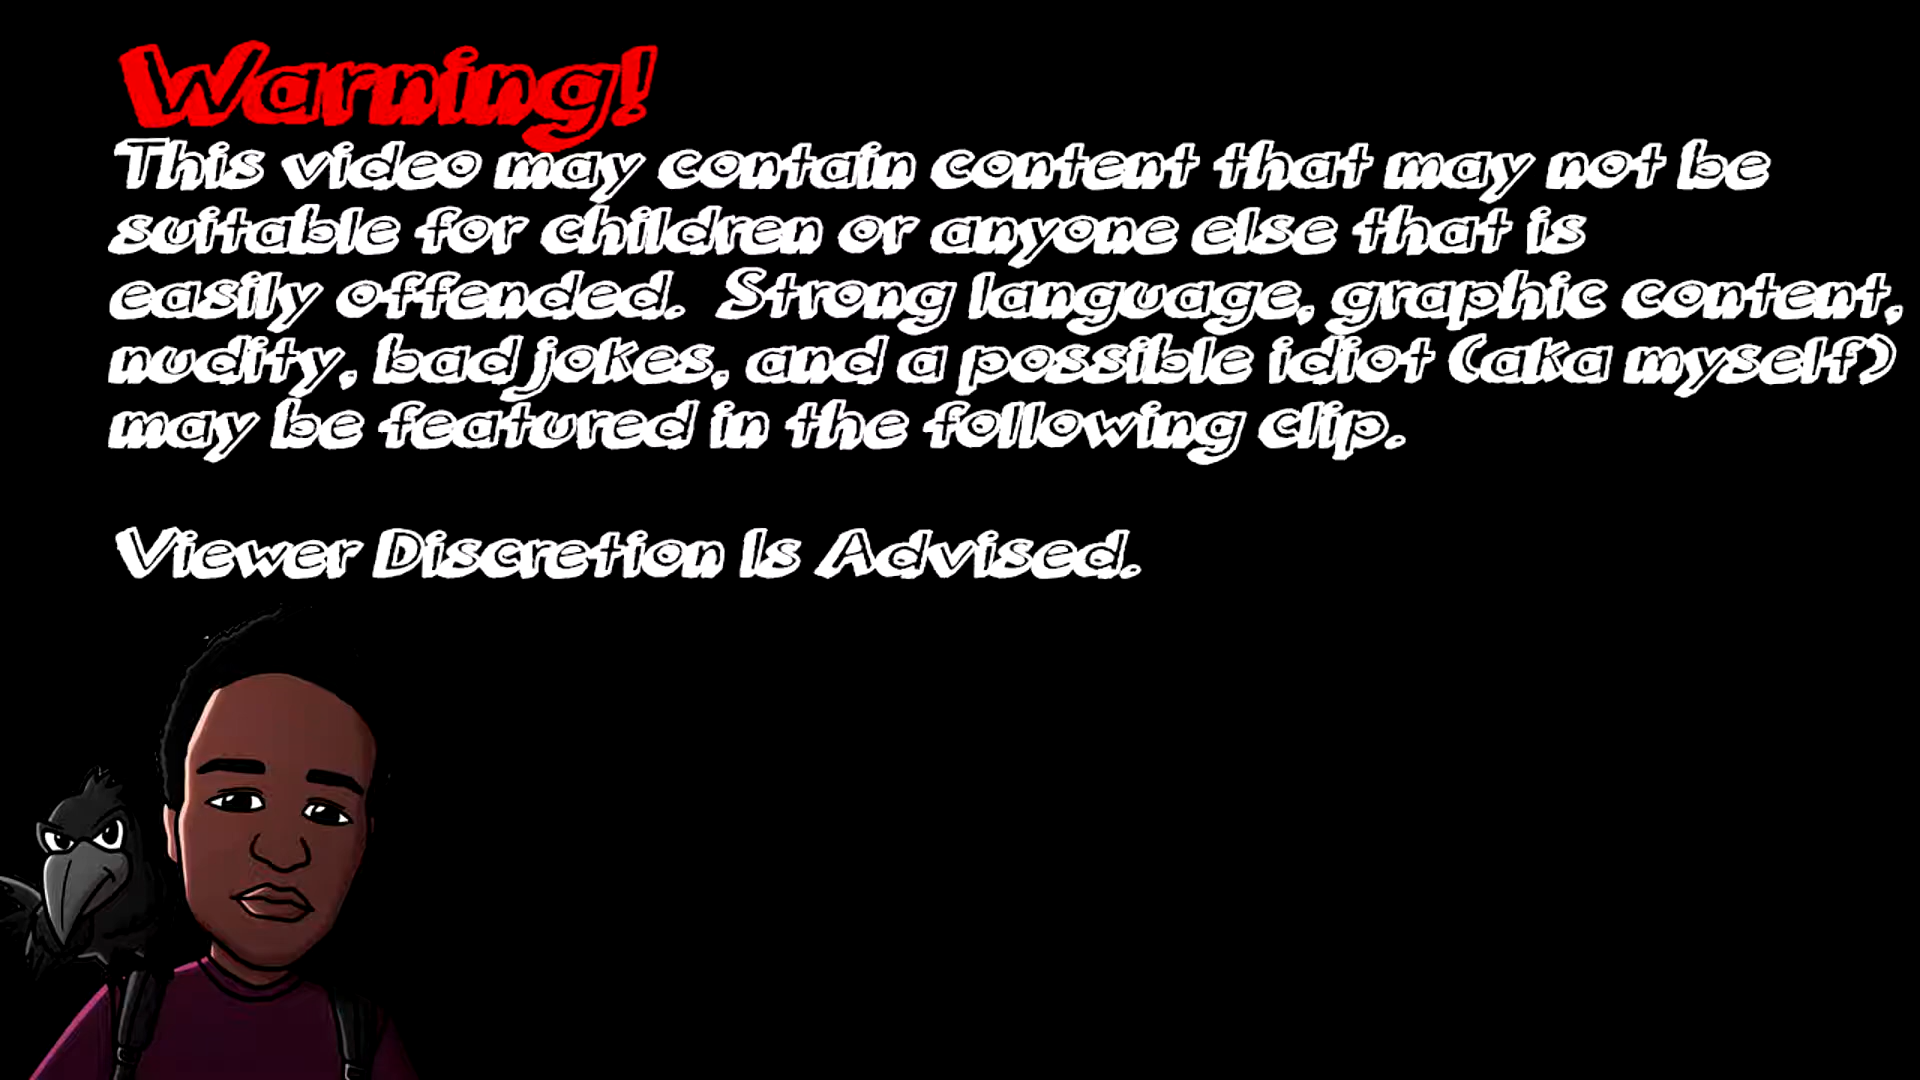 Warning!
This video may contain content that may not be
suitable for children or anyone else that is
easily offended.  Strong language, graphic content,
nudity, bad jokes, and a possible idiot (aka myself)
may be featured in the following clip.
Viewer Discretion Is Advised.